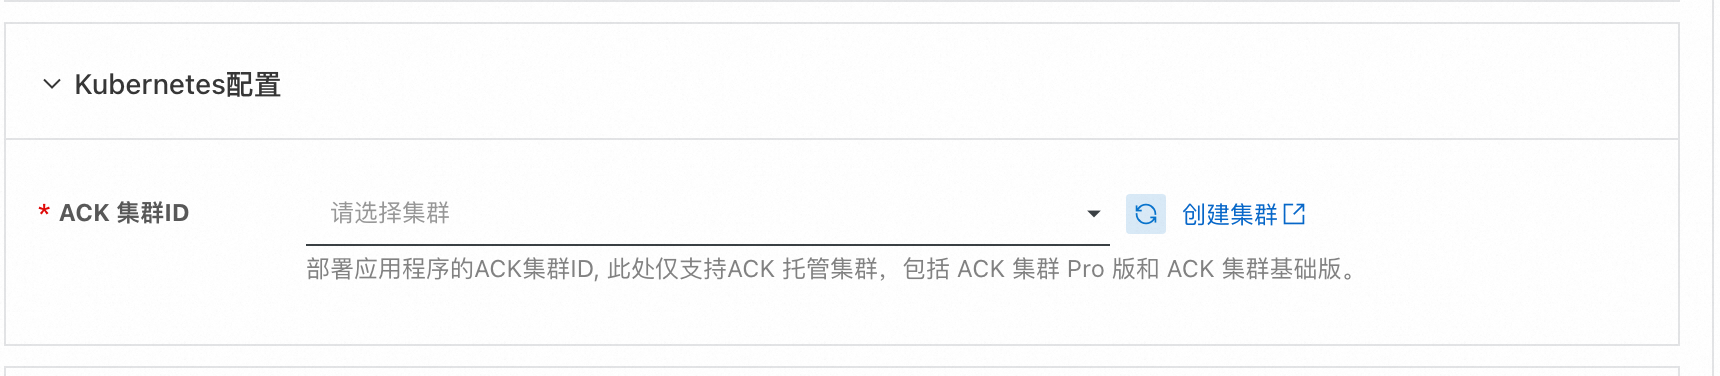 Kubernetes配置
* ACK 集群ID
请选择集群
创建集群
部署应用程序的ACK集群ID, 此处仅支持ACK 托管集群，包括 ACK 集群 Pro 版和 ACK 集群基础版。